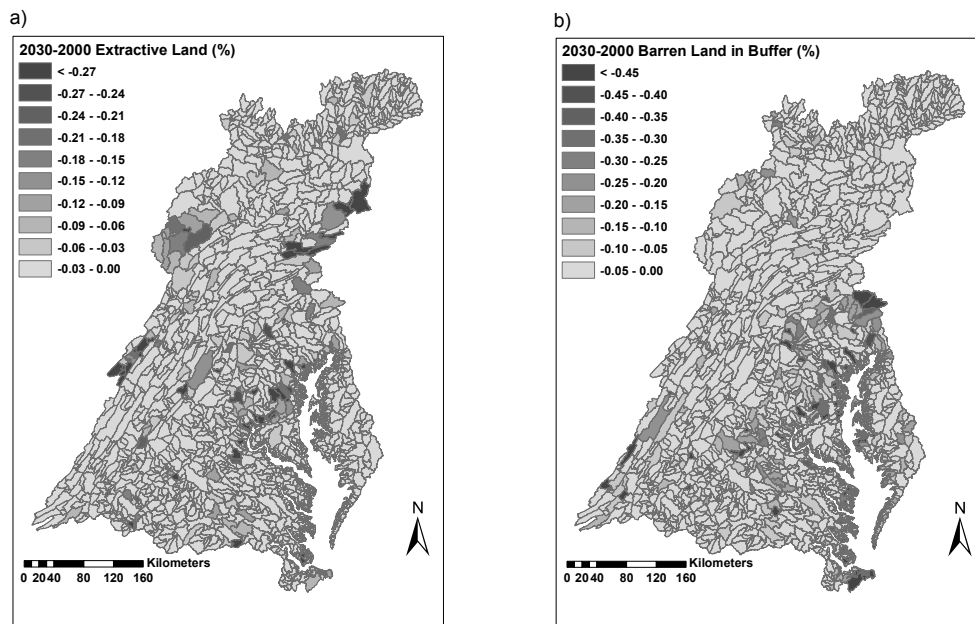 a)
2030-2000 Extractive Land (%)
< -0.27
-0.27 - -0.24
-0.24 - -0.21
-0.21 - -0.18
-0.18 - -0.15
-0.15 - -0.12
-0.12 - -0.09
-0.09 - -0.06
-0.06 - -0.03
-0.03 - 0.00
N
Kilometers
0 2040 80 120 160
b)
2030-2000 Barren Land in Buffer (%)
< -0.45
-0.45 - -0.40
-0.40 - -0.35
-0.35 - -0.30
-0.30 - -0.25
-0.25 - -0.20
-0.20 - -0.15
-0.15 - -0.10
-0.10 - -0.05
-0.05 - 0.00
N
Kilometers
0 2040 80 120 160